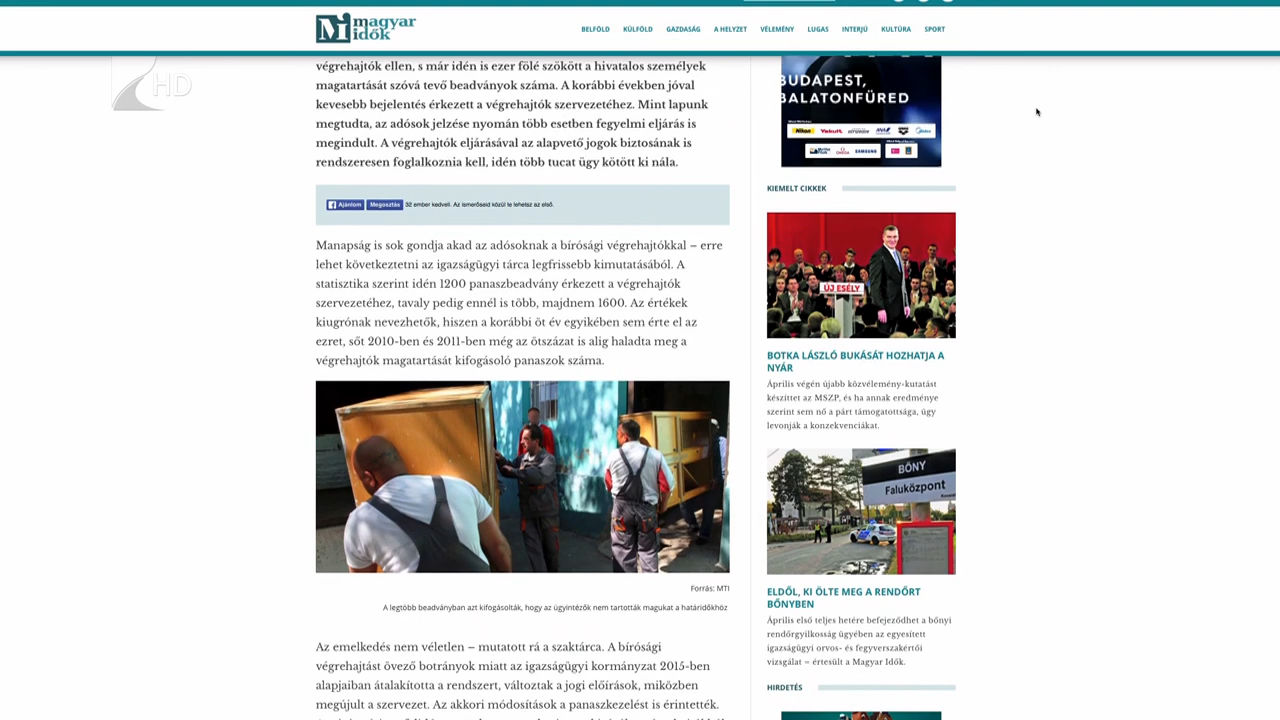 magyar
idők
BELFÖLD KÜLFÖLD GAZDASÁG A HELYZET VÉLEMÉNY LUGAS INTERJÚ KULTÚRA SPORT
HD
végrehajtók ellen, s már idén is ezer fölé szökött a hivatalos személyek
magatartását szóvá tevő beadványok száma. A korábbi években jóval
kevesebb bejelentés érkezett a végrehajtók szervezetéhez. Mint lapunk
megtudta, az adósok jelzése nyomán több esetben fegyelmi eljárás is
megindult. A végrehajtók eljárásával az alapvető jogok biztosának is
rendszeresen foglalkoznia kell, idén több tucat ügy kötött ki nála.
Ajánlom Megosztás 32 ember kedveli. Az ismerőseid közül te lehetsz az első.
Manapság is sok gondja akad az adósoknak a bírósági végrehajtókkal – erre
lehet következtetni az igazságügyi tárca legfrissebb kimutatásából. A
statisztika szerint idén 1200 panaszbeadvány érkezett a végrehajtók
szervezetéhez, tavaly pedig ennél is több, majdnem 1600. Az értékek
kiugrónak nevezhetők, hiszen a korábbi öt év egyikében sem érte el az
ezret, sőt 2010-ben és 2011-ben még az ötszázat is alig haladta meg a
végrehajtók magatartását kifogásoló panaszok száma.
Forrás: MTI
A legtöbb beadványban azt kifogásolták, hogy az ügyintézők nem tartották magukat a határidőkhöz
Az emelkedés nem véletlen – mutatott rá a szaktárca. A bírósági
végrehajtást övező botrányok miatt az igazságügyi kormányzat 2015-ben
alapjaiban átalakította a rendszert, változtak a jogi előírások, miközben
megújult a szervezet. Az akkori módosítások a panaszkezelést is érintették.
BUDAPEST,
BALATONFÜRED
Nikon Yakult
SAMSUNG
KIEMELT CIKKEK
ÚJ ESÉLY
BOTKA LÁSZLÓ BUKÁSÁT HOZHATJA A
NYÁR
Április végén újabb közvélemény-kutatást
készíttet az MSZP, és ha annak eredménye
szerint sem nő a párt támogatottsága, úgy
levonják a konzekvenciákat.
BŐNY
Faluközpont
ELDŐL, KI ÖLTE MEG A RENDŐRT
BŐNYBEN
Április első teljes hetére befejeződhet a bőnyi
rendőrgyilkosság ügyében az egyesített
igazságügyi orvos- és fegyverszakértői
vizsgálat – értesült a Magyar Idők.
HIRDETÉS